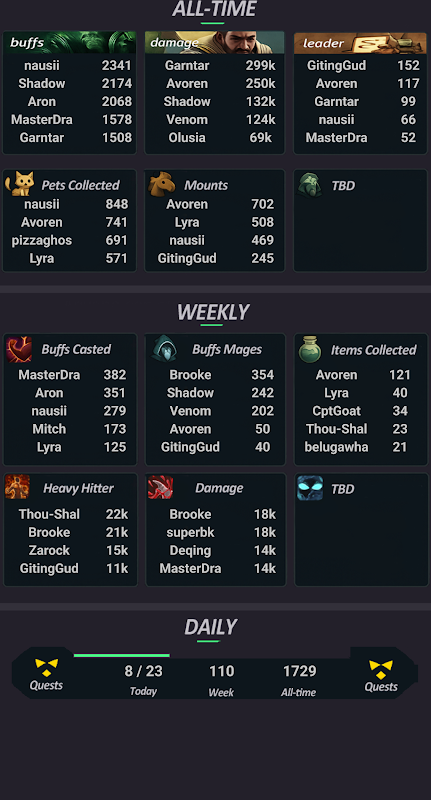 ALL-TIME
buffs
nausii 2341
Shadow 2174
Aron 2068
MasterDra 1578
Garntar 1508
damage
Garntar 299k
Avoren 250k
Shadow 132k
Venom 124k
Olusia 69k
leader
GitingGud 152
Avoren 117
Garntar 99
nausii 66
MasterDra 52
Pets Collected
nausii 848
Avoren 741
pizzaghos 691
Lyra 571
Mounts
Avoren 702
Lyra 508
nausii 469
GitingGud 245
TBD
WEEKLY
Buffs Casted
MasterDra 382
Aron 351
nausii 279
Mitch 173
Lyra 125
Buffs Mages
Brooke 354
Shadow 242
Venom 202
Avoren 50
GitingGud 40
Items Collected
Avoren 121
Lyra 40
CptGoat 34
Thou-Shal 23
belugawha 21
Heavy Hitter
Thou-Shal 22k
Brooke 21k
Zarock 15k
GitingGud 11k
Damage
Brooke 18k
superbk 18k
Deqing 14k
MasterDra 14k
TBD
DAILY
Quests
8 / 23 110 1729
Today Week All-time
Quests